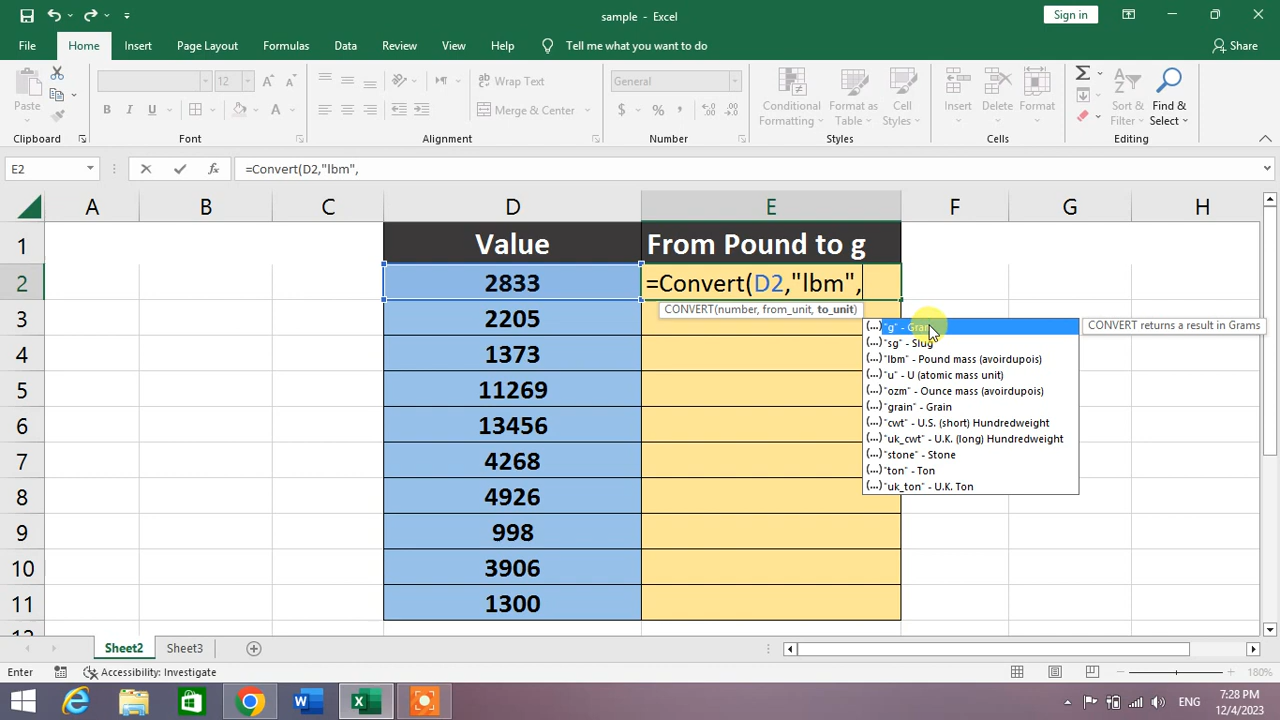 sample - Excel
Sign in
File Home Insert Page Layout Formulas Data Review View Help Tell me what you want to do Share
Paste
Clipboard
12
A A
B I U A
Font
Wrap Text
Merge & Center
Alignment
General
$ % ,
Number
Conditional Formatting
Format as Table
Cell Styles
Styles
Insert Delete Format
Cells
Sort & Filter
Find & Select
Editing
E2 fx =Convert(D2,"lbm",
A B C D E F G H
1 Value From Pound to g
2 2833 =Convert(D2,"lbm",
CONVERT(number, from_unit, to_unit)
3 2205
4 1373
5 11269
6 13456
7 4268
8 4926
9 998
10 3906
11 1300
12
(...) "g" - Gram
(...) "sg" - Slug
(...) "lbm" - Pound mass (avoirdupois)
(...) "u" - U (atomic mass unit)
(...) "ozm" - Ounce mass (avoirdupois)
(...) "grain" - Grain
(...) "cwt" - U.S. (short) Hundredweight
(...) "uk_cwt" - U.K. (long) Hundredweight
(...) "stone" - Stone
(...) "ton" - Ton
(...) "uk_ton" - U.K. Ton
CONVERT returns a result in Grams
Sheet2 Sheet3
Enter Accessibility: Investigate 180%
ENG
7:28 PM
12/4/2023